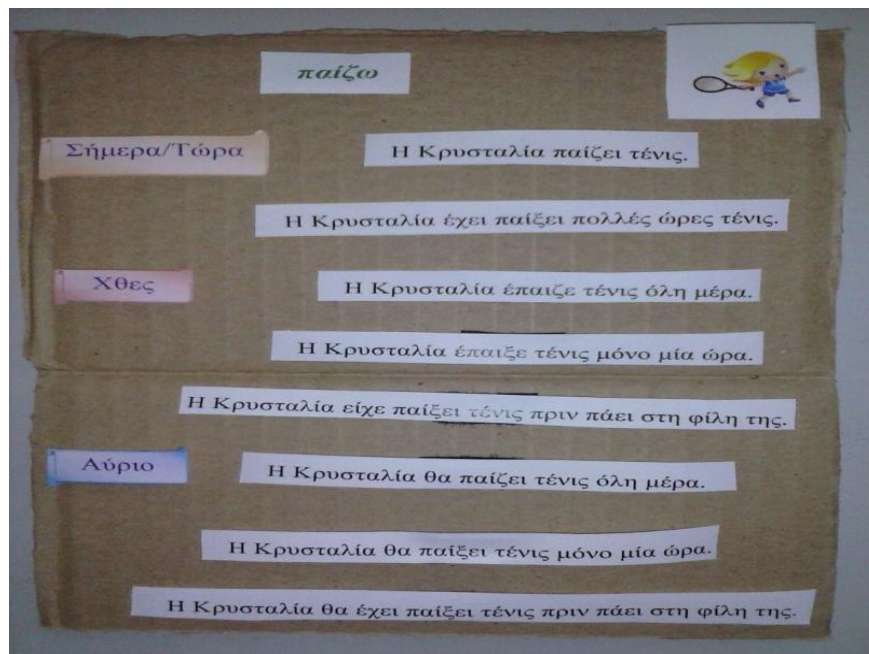 παίζω
Σήμερα/Τώρα
Η Κρυσταλία παίζει τένις.
Η Κρυσταλία έχει παίξει πολλές ώρες τένις.
Χθες
Η Κρυσταλία έπαιζε τένις όλη μέρα.
Η Κρυσταλία έπαιξε τένις μόνο μία ώρα.
Η Κρυσταλία είχε παίξει τένις πριν πάει στη φίλη της.
Αύριο
Η Κρυσταλία θα παίζει τένις όλη μέρα.
Η Κρυσταλία θα παίξει τένις μόνο μία ώρα.
Η Κρυσταλία θα έχει παίξει τένις πριν πάει στη φίλη της.